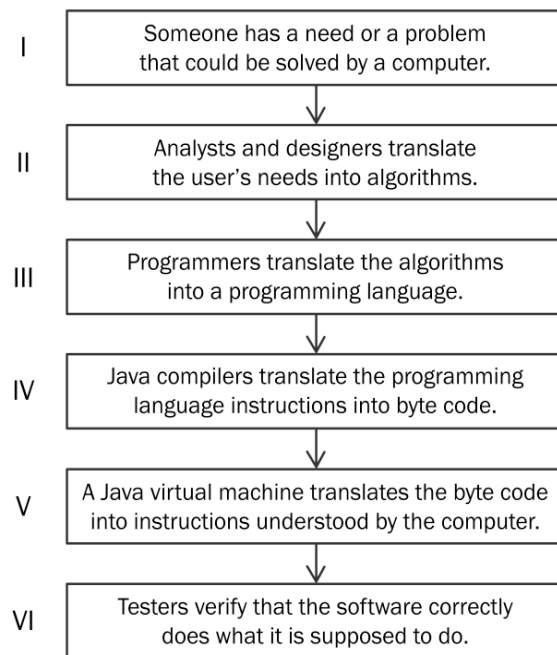 I
Someone has a need or a problem
that could be solved by a computer.
II
Analysts and designers translate
the user's needs into algorithms.
III
Programmers translate the algorithms
into a programming language.
IV
Java compilers translate the programming
language instructions into byte code.
V
A Java virtual machine translates the byte code
into instructions understood by the computer.
VI
Testers verify that the software correctly
does what it is supposed to do.